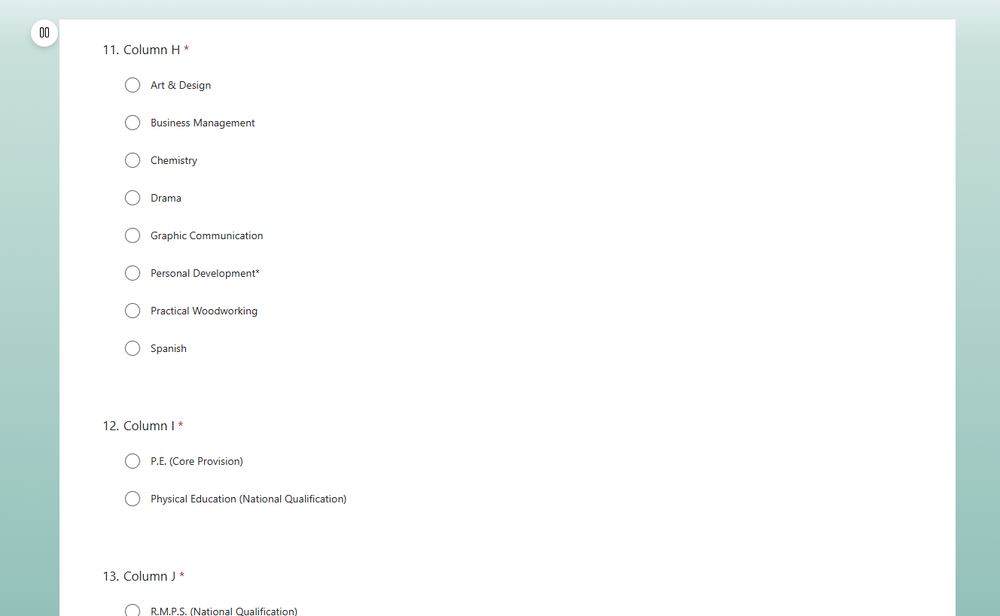 11. Column H *
Art & Design
Business Management
Chemistry
Drama
Graphic Communication
Personal Development*
Practical Woodworking
Spanish
12. Column I *
P.E. (Core Provision)
Physical Education (National Qualification)
13. Column J *
R.M.P.S. (National Qualification)